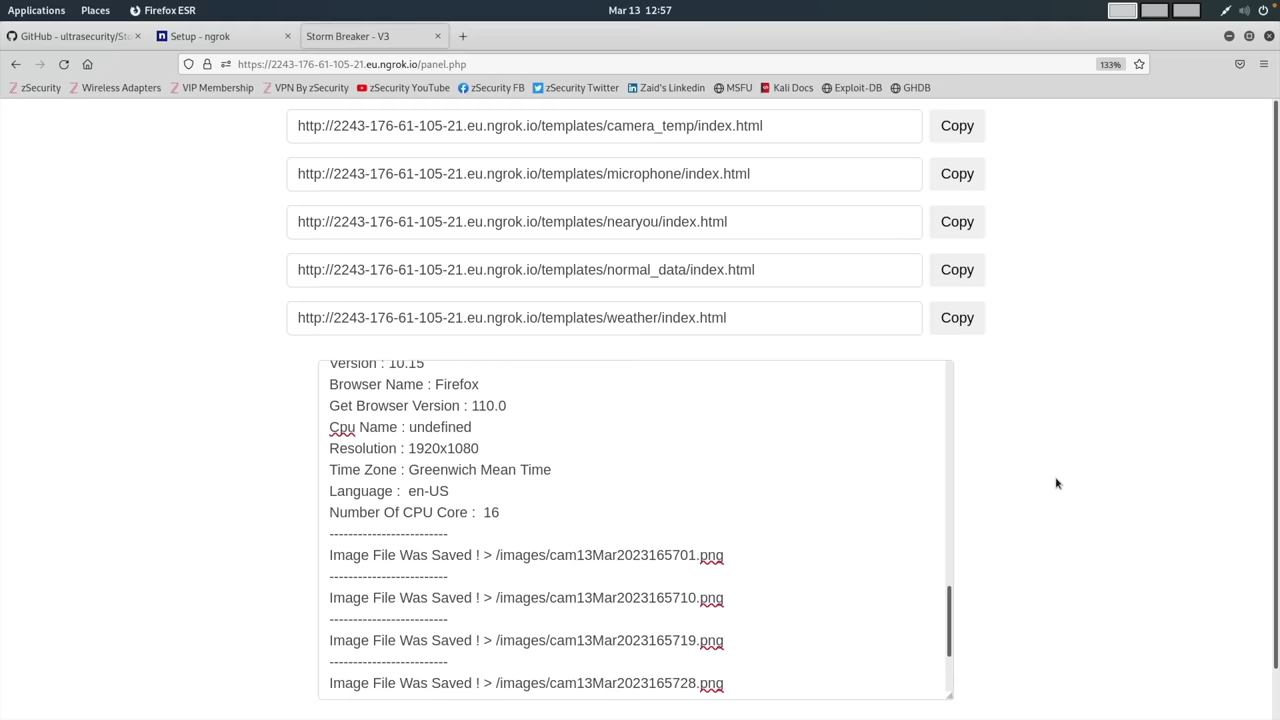 Applications Places Firefox ESR Mar 13 12:57
GitHub - ultrasecurity/Sto Setup - ngrok Storm Breaker - V3
https://2243-176-61-105-21.eu.ngrok.io/panel.php 133%
zSecurity Wireless Adapters VIP Membership VPN By zSecurity zSecurity YouTube zSecurity FB zSecurity Twitter Zaid's Linkedin MSFU Kali Docs Exploit-DB GHDB
http://2243-176-61-105-21.eu.ngrok.io/templates/camera_temp/index.html Copy
http://2243-176-61-105-21.eu.ngrok.io/templates/microphone/index.html Copy
http://2243-176-61-105-21.eu.ngrok.io/templates/nearyou/index.html Copy
http://2243-176-61-105-21.eu.ngrok.io/templates/normal_data/index.html Copy
http://2243-176-61-105-21.eu.ngrok.io/templates/weather/index.html Copy
Version : 10.15
Browser Name : Firefox
Get Browser Version : 110.0
Cpu Name : undefined
Resolution : 1920x1080
Time Zone : Greenwich Mean Time
Language :  en-US
Number Of CPU Core :  16
-------------------------
Image File Was Saved ! > /images/cam13Mar2023165701.png
-------------------------
Image File Was Saved ! > /images/cam13Mar2023165710.png
-------------------------
Image File Was Saved ! > /images/cam13Mar2023165719.png
-------------------------
Image File Was Saved ! > /images/cam13Mar2023165728.png